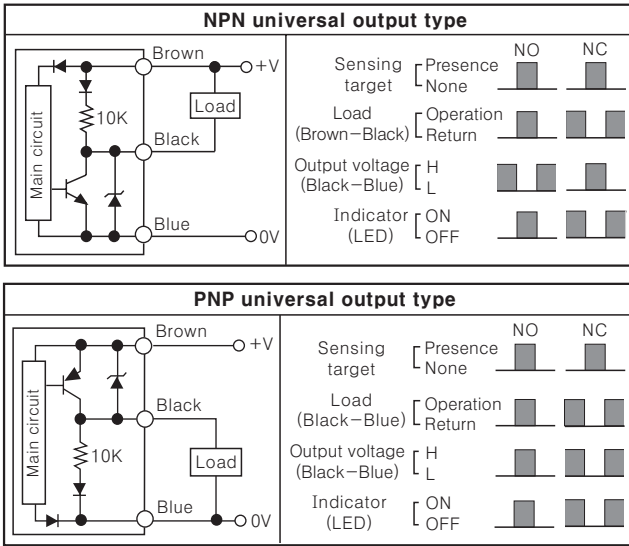 NPN universal output type
Brown
+V
10K
Load
Black
Main circuit
Blue
0V
NO NC
Sensing target Presence
None
Load (Brown-Black) Operation
Return
Output voltage (Black-Blue) H
L
Indicator (LED) ON
OFF
PNP universal output type
Brown
+V
Black
Main circuit
10K
Load
Blue
0V
NO NC
Sensing target Presence
None
Load (Black-Blue) Operation
Return
Output voltage (Black-Blue) H
L
Indicator (LED) ON
OFF